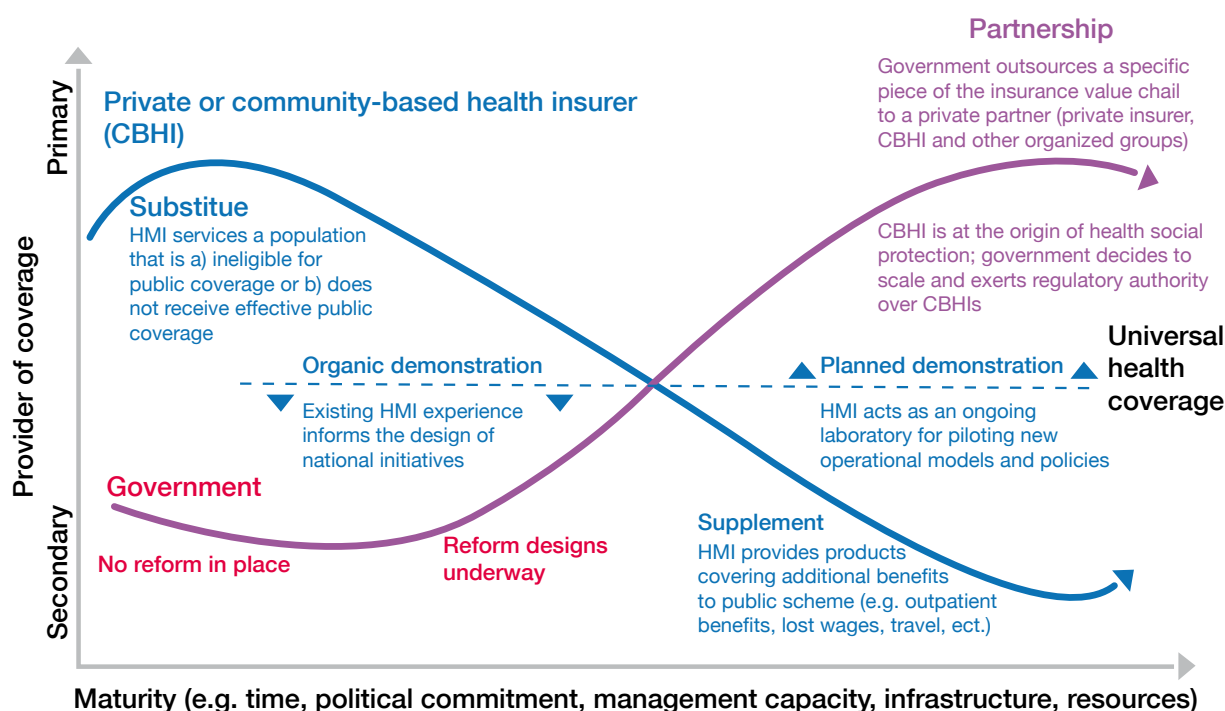 Partnership
Government outsources a specific
piece of the insurance value chail
to a private partner (private insurer,
CBHI and other organized groups)
Primary
Private or community-based health insurer
(CBHI)
Substitue
HMI services a population
that is a) ineligible for
public coverage or b) does
not receive effective public
coverage
CBHI is at the origin of health social
protection; government decides to
scale and exerts regulatory authority
over CBHIs
Provider of coverage
Organic demonstration
Existing HMI experience
informs the design of
national initiatives
Planned demonstration
HMI acts as an ongoing
laboratory for piloting new
operational models and policies
Universal
health
coverage
Government
No reform in place
Reform designs
underway
Secondary
Supplement
HMI provides products
covering additional benefits
to public scheme (e.g. outpatient
benefits, lost wages, travel, ect.)
Maturity (e.g. time, political commitment, management capacity, infrastructure, resources)